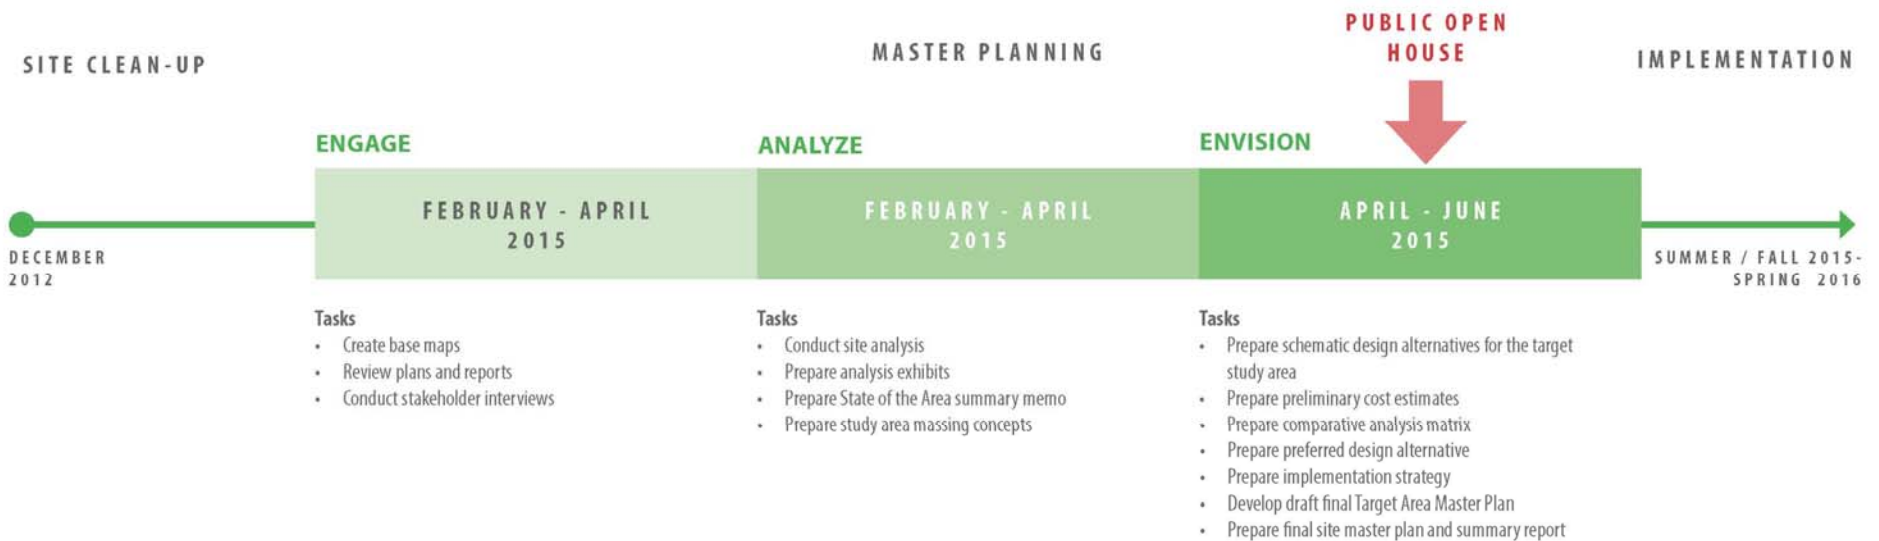 SITE CLEAN-UP
MASTER PLANNING
PUBLIC OPEN
HOUSE
IMPLEMENTATION
ENGAGE
ANALYZE
ENVISION
FEBRUARY - APRIL
2015
FEBRUARY - APRIL
2015
APRIL - JUNE
2015
DECEMBER
2012
SUMMER / FALL 2015-
SPRING 2016
Tasks
• Create base maps
• Review plans and reports
• Conduct stakeholder interviews
Tasks
• Conduct site analysis
• Prepare analysis exhibits
• Prepare State of the Area summary memo
• Prepare study area massing concepts
Tasks
• Prepare schematic design alternatives for the target
study area
• Prepare preliminary cost estimates
• Prepare comparative analysis matrix
• Prepare preferred design alternative
• Prepare implementation strategy
• Develop draft final Target Area Master Plan
• Prepare final site master plan and summary report